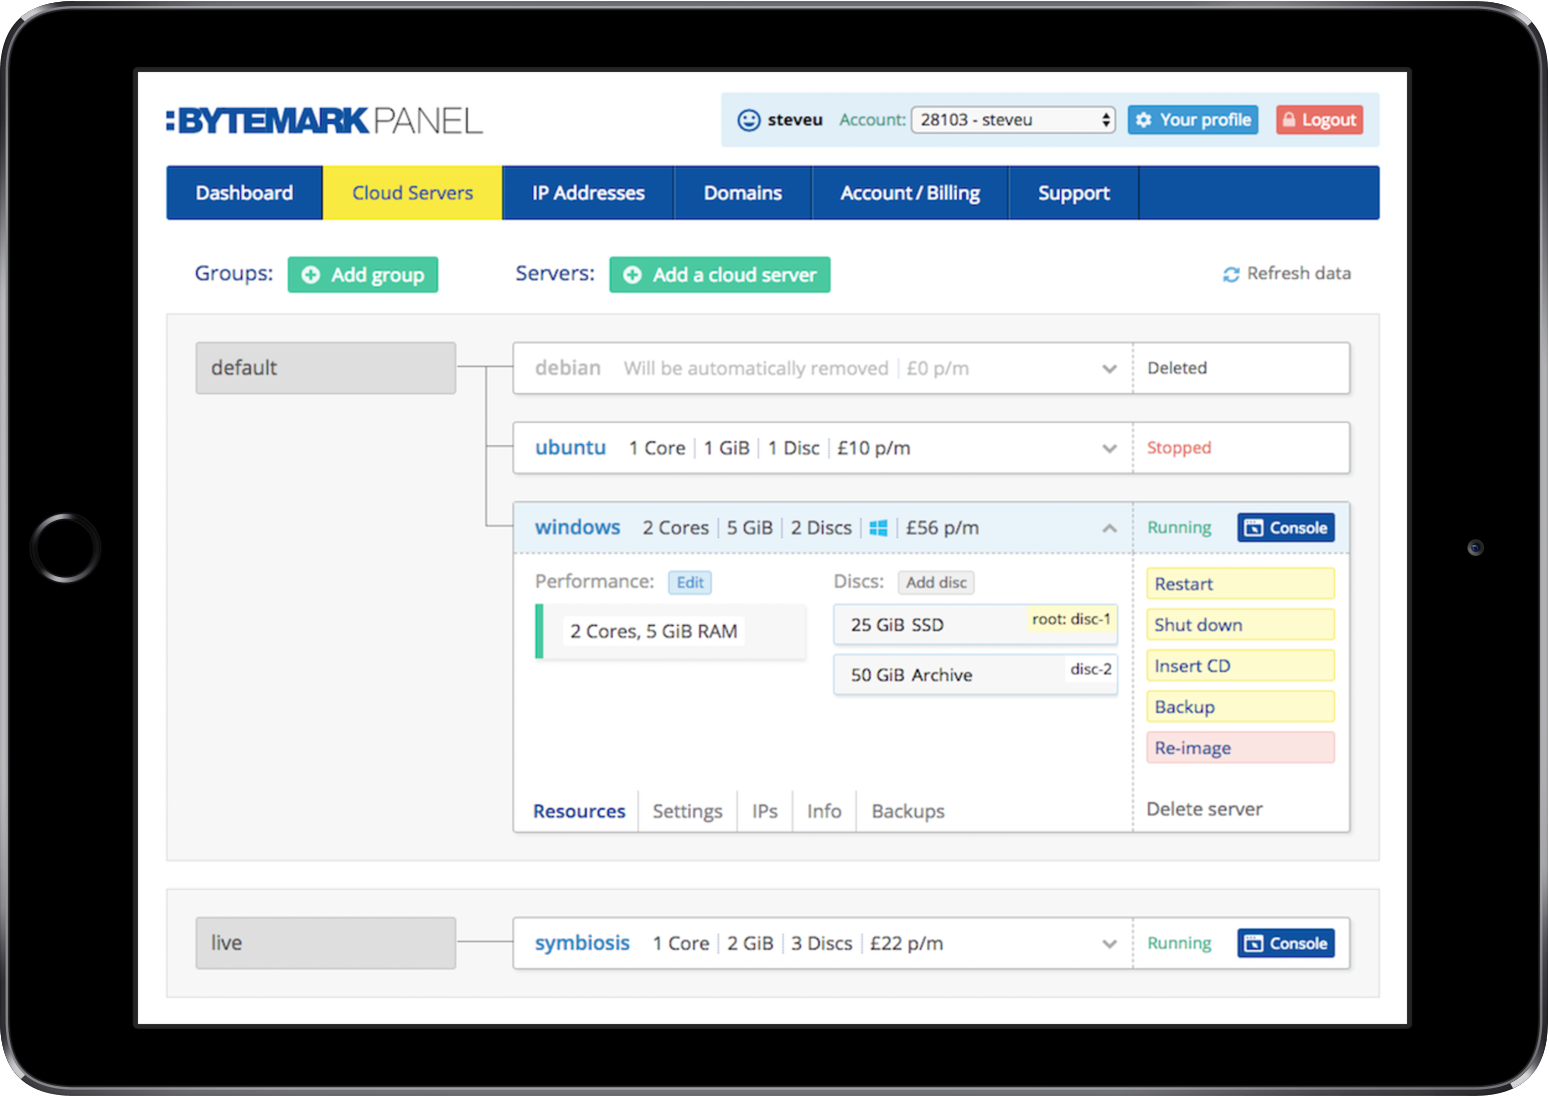 :BYTEMARK PANEL
steveu Account: 28103 - steveu Your profile Logout
Dashboard Cloud Servers IP Addresses Domains Account / Billing Support
Groups: Add group Servers: Add a cloud server Refresh data
default
debian Will be automatically removed £0 p/m Deleted
ubuntu 1 Core 1 GiB 1 Disc £10 p/m Stopped
windows 2 Cores 5 GiB 2 Discs £56 p/m Running Console
Performance: Edit Discs: Add disc Restart
2 Cores, 5 GiB RAM 25 GiB SSD root: disc-1 Shut down
50 GiB Archive disc-2 Insert CD
Backup
Re-image
Resources Settings IPs Info Backups Delete server
live symbiosis 1 Core 2 GiB 3 Discs £22 p/m Running Console